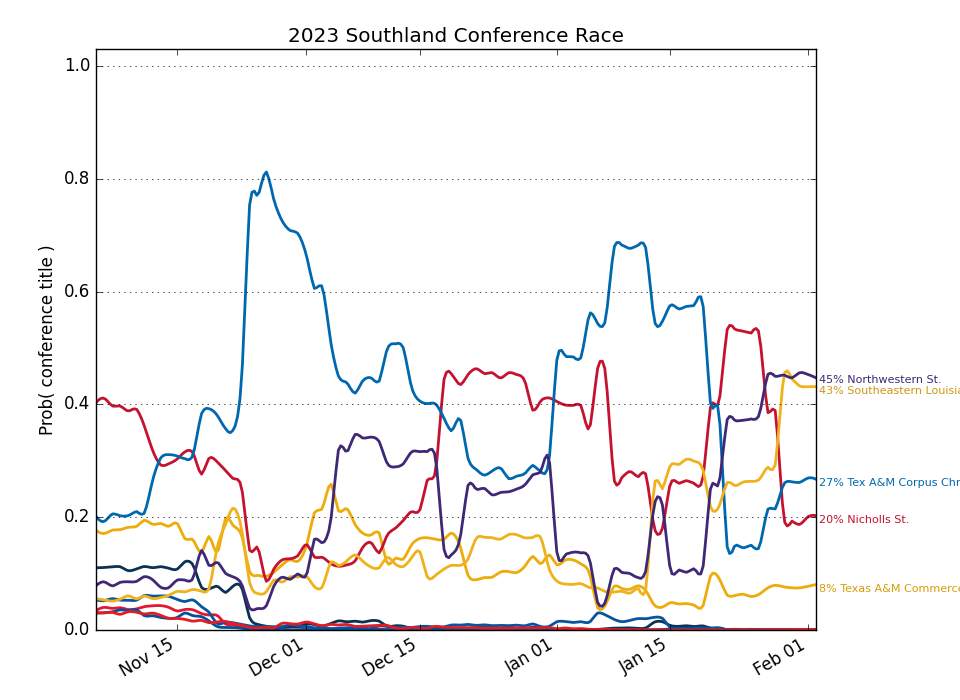 2023 Southland Conference Race
Prob( conference title )
1.0
0.8
0.6
0.4
0.2
0.0
Nov 15
Dec 01
Dec 15
Jan 01
Jan 15
Feb 01
45% Northwestern St.
43% Southeastern Louisia
27% Tex A&M Corpus Chr
20% Nicholls St.
8% Texas A&M Commerce